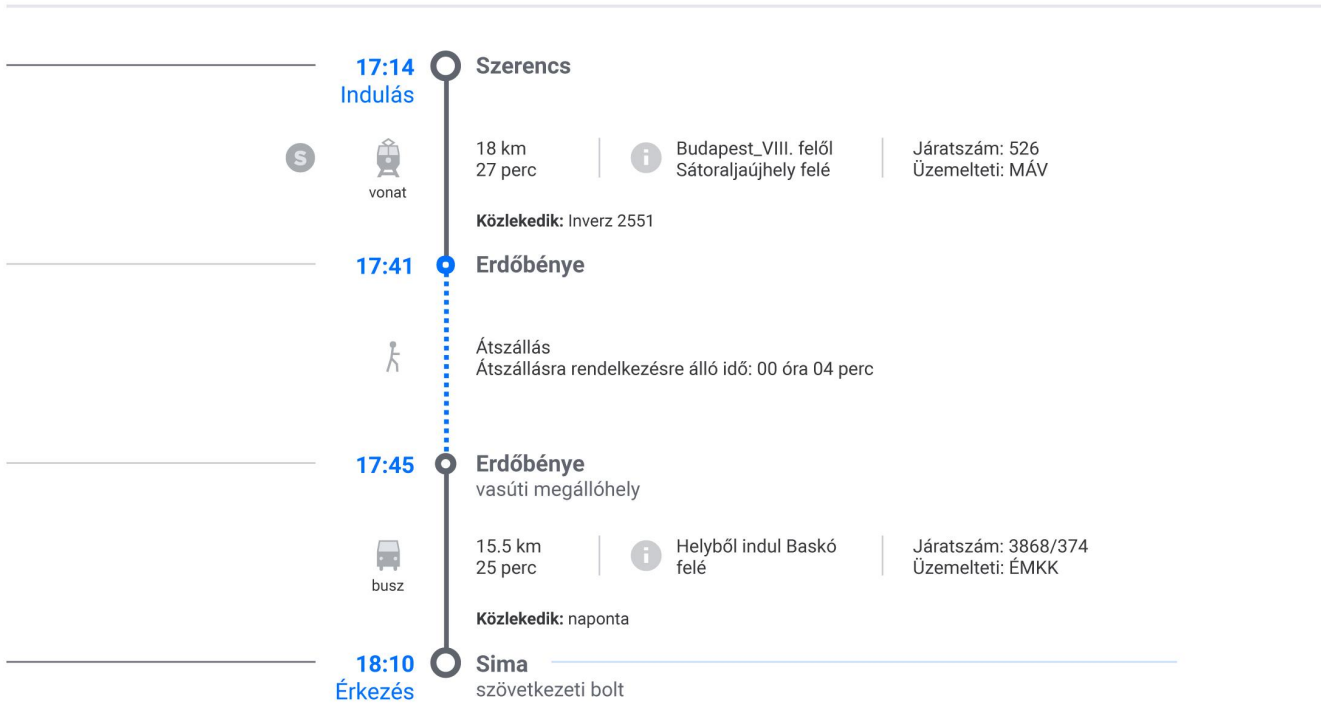 17:14
Indulás
Szerencs
S
vonat
18 km
27 perc
i
Budapest_VIII. felől
Sátoraljaújhely felé
Járatszám: 526
Üzemelteti: MÁV
Közlekedik: Inverz 2551
17:41
Erdőbénye
Átszállás
Átszállásra rendelkezésre álló idő: 00 óra 04 perc
17:45
Erdőbénye
vasúti megállóhely
busz
15.5 km
25 perc
i
Helyből indul Baskó
felé
Járatszám: 3868/374
Üzemelteti: ÉMKK
Közlekedik: naponta
18:10
Érkezés
Sima
szövetkezeti bolt